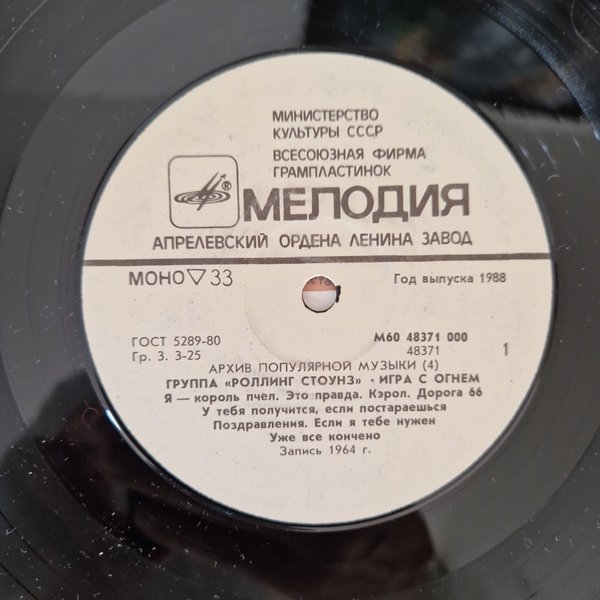 МИНИСТЕРСТВО
КУЛЬТУРЫ СССР
ВСЕСОЮЗНАЯ ФИРМА
ГРАМПЛАСТИНОК
®
МЕЛОДИЯ
АПРЕЛЕВСКИЙ ОРДЕНА ЛЕНИНА ЗАВОД
МОНО ▽ 33
Год выпуска 1988
ГОСТ 5289-80
М60 48371 000
Гр. 3. 3-25
48371
1
АРХИВ ПОПУЛЯРНОЙ МУЗЫКИ (4)
ГРУППА «РОЛЛИНГ СТОУНЗ» · ИГРА С ОГНЕМ
Я — король пчел. Это правда. Кэрол. Дорога 66
У тебя получится, если постараешься
Поздравления. Если я тебе нужен
Уже все кончено
Запись 1964 г.